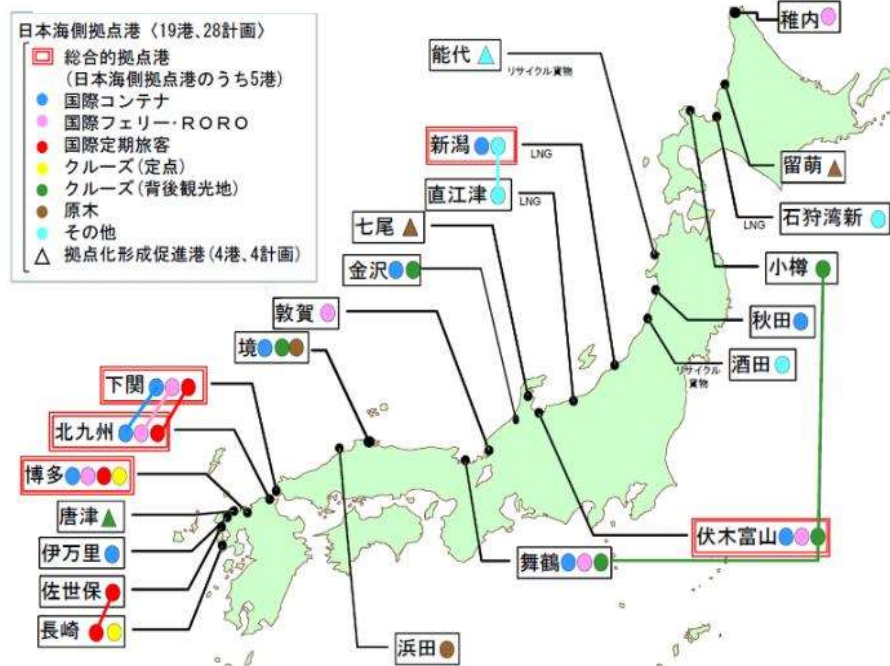 日本海側拠点港〈19港、28計画〉
総合的拠点港
(日本海側拠点港のうち5港)
国際コンテナ
国際フェリー・RORO
国際定期旅客
クルーズ(定点)
クルーズ(背後観光地)
原木
その他
拠点化形成促進港(4港、4計画)
稚内
能代
リサイクル貨物
新潟
LNG
直江津
LNG
留萌
七尾
石狩湾新
LNG
金沢
小樽
敦賀
秋田
境
酒田
リサイクル
貨物
下関
北九州
博多
唐津
伏木富山
伊万里
舞鶴
佐世保
長崎
浜田